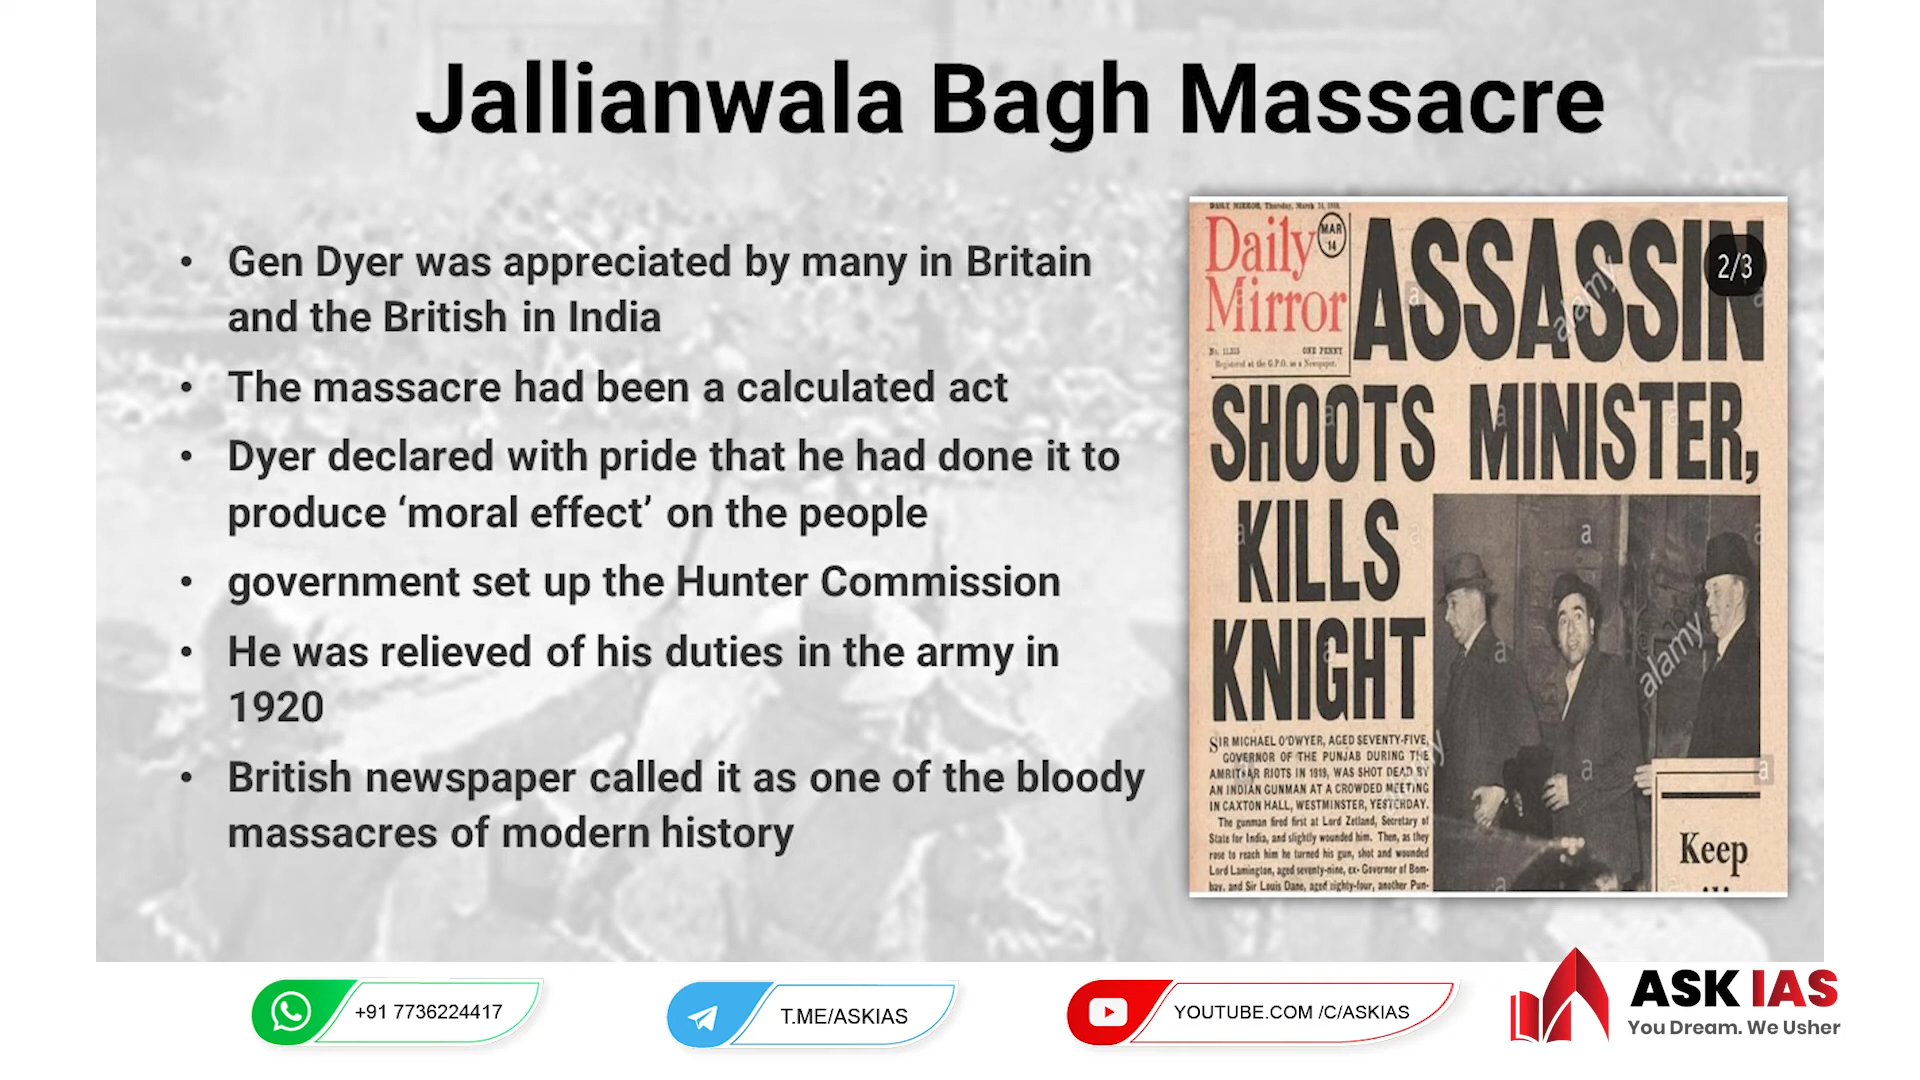 Jallianwala Bagh Massacre
• Gen Dyer was appreciated by many in Britain
and the British in India
• The massacre had been a calculated act
• Dyer declared with pride that he had done it to
produce ‘moral effect’ on the people
• government set up the Hunter Commission
• He was relieved of his duties in the army in
1920
• British newspaper called it as one of the bloody
massacres of modern history
DAILY MIRROR, Thursday, March 14,
Daily
Mirror
MAR
14
ONE PENNY
Registered at the G.P.O. as a Newspaper.
ASSASSIN
2/3
SHOOTS MINISTER,
KILLS
KNIGHT
SIR MICHAEL O'DWYER, AGED SEVENTY-FIVE,
GOVERNOR OF THE PUNJAB DURING THE
AMRITSAR RIOTS IN 1919, WAS SHOT DEAD BY
AN INDIAN GUNMAN AT A CROWDED MEETING
IN CAXTON HALL, WESTMINSTER, YESTERDAY.
The gunman fired first at Lord Zetland, Secretary of
State for India, and slightly wounded him. Then, as they
rose to reach him he turned his gun, shot and wounded
Lord Lamington, aged seventy-nine, ex-Governor of Bom-
bay, and Sir Louis Dane, aged eighty-four, another Pun-
Keep
alamy
alamy
alamy
+91 7736224417
T.ME/ASKIAS
YOUTUBE.COM /C/ASKIAS
ASK IAS
You Dream. We Usher